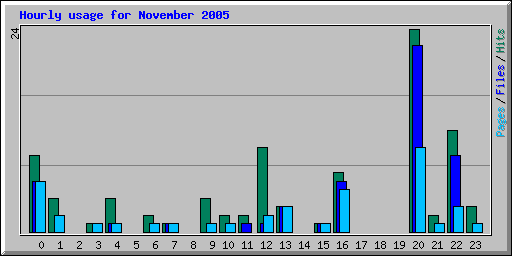 Hourly usage for November 2005
24
Pages / Files / Hits
0 1 2 3 4 5 6 7 8 9 10 11 12 13 14 15 16 17 18 19 20 21 22 23